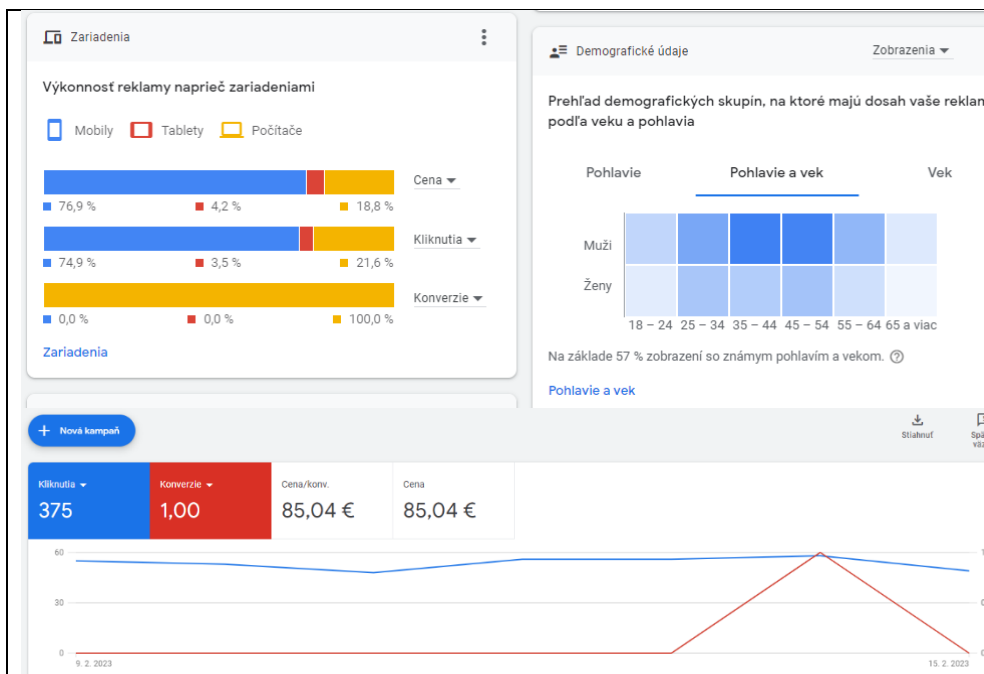 Zariadenia
Výkonnosť reklamy naprieč zariadeniami
Mobily Tablety Počítače
Cena
76,9 % 4,2 % 18,8 %
Kliknutia
74,9 % 3,5 % 21,6 %
Konverzie
0,0 % 0,0 % 100,0 %
Zariadenia
Demografické údaje Zobrazenia
Prehľad demografických skupín, na ktoré majú dosah vaše
podľa veku a pohlavia
Pohlavie Pohlavie a vek Vek
Muži
Ženy
18 – 24 25 – 34 35 – 44 45 – 54 55 – 64 65 a viac
Na základe 57 % zobrazení so známym pohlavím a vekom.
Pohlavie a vek
+ Nová kampaň
Stiahnuť
Kliknutia Konverzie Cena/konv. Cena
375 1,00 85,04 € 85,04 €
60
30
0
9. 2. 2023 15. 2. 2023